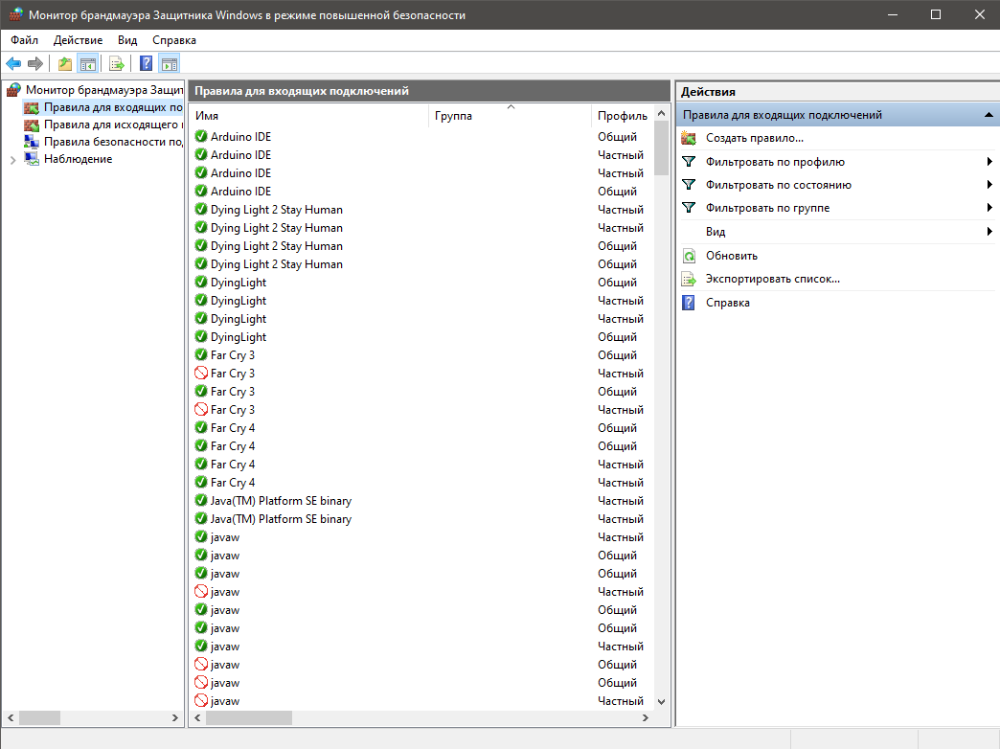 Монитор брандмауэра Защитника Windows в режиме повышенной безопасности
Файл Действие Вид Справка
Монитор брандмауэра Защит
Правила для входящих по
Правила для исходящего
Правила безопасности по
Наблюдение
Правила для входящих подключений
Имя Группа Профиль
Arduino IDE Общий
Arduino IDE Частный
Arduino IDE Частный
Arduino IDE Общий
Dying Light 2 Stay Human Частный
Dying Light 2 Stay Human Частный
Dying Light 2 Stay Human Общий
Dying Light 2 Stay Human Общий
DyingLight Общий
DyingLight Частный
DyingLight Частный
DyingLight Общий
Far Cry 3 Общий
Far Cry 3 Частный
Far Cry 3 Общий
Far Cry 3 Частный
Far Cry 4 Общий
Far Cry 4 Общий
Far Cry 4 Частный
Far Cry 4 Частный
Java(TM) Platform SE binary Частный
Java(TM) Platform SE binary Частный
javaw Частный
javaw Общий
javaw Общий
javaw Частный
javaw Общий
javaw Общий
javaw Частный
javaw Общий
javaw Общий
javaw Частный
Действия
Правила для входящих подключений
Создать правило...
Фильтровать по профилю
Фильтровать по состоянию
Фильтровать по группе
Вид
Обновить
Экспортировать список...
Справка